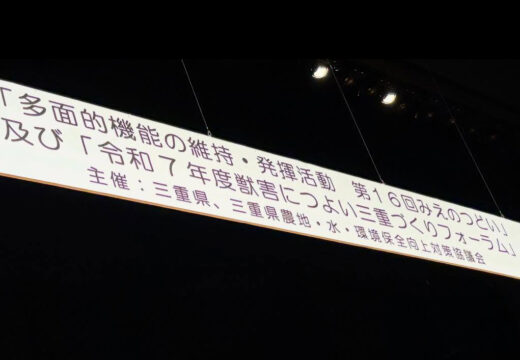 「多面的機能の維持・発揮活動 第16回みえのつどい」
及び「令和7年度獣害につよい三重づくりフォーラム」
主催：三重県、三重県農地・水・環境保全向上対策協議会